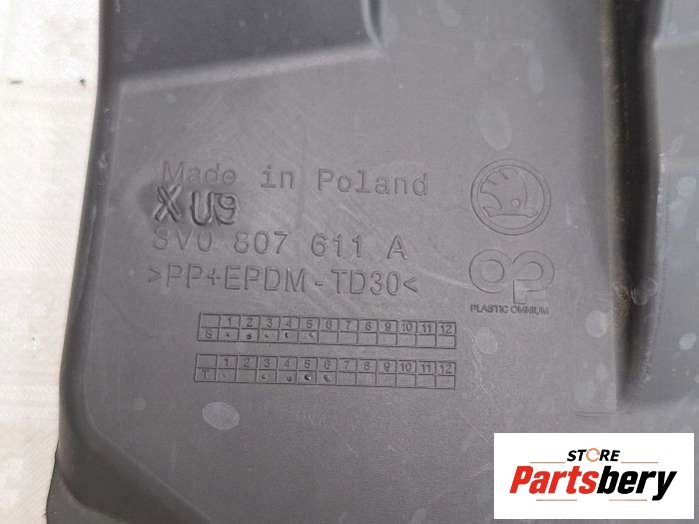 Made in Poland
X U9
3V0 807 611 A
>PP+EPDM-TD30<
PLASTIC OMNIUM
1 2 3 4 5 6 7 8 9 10 11 12
S
1 2 3 4 5 6 7 8 9 10 11 12
T
STORE
Partsbery